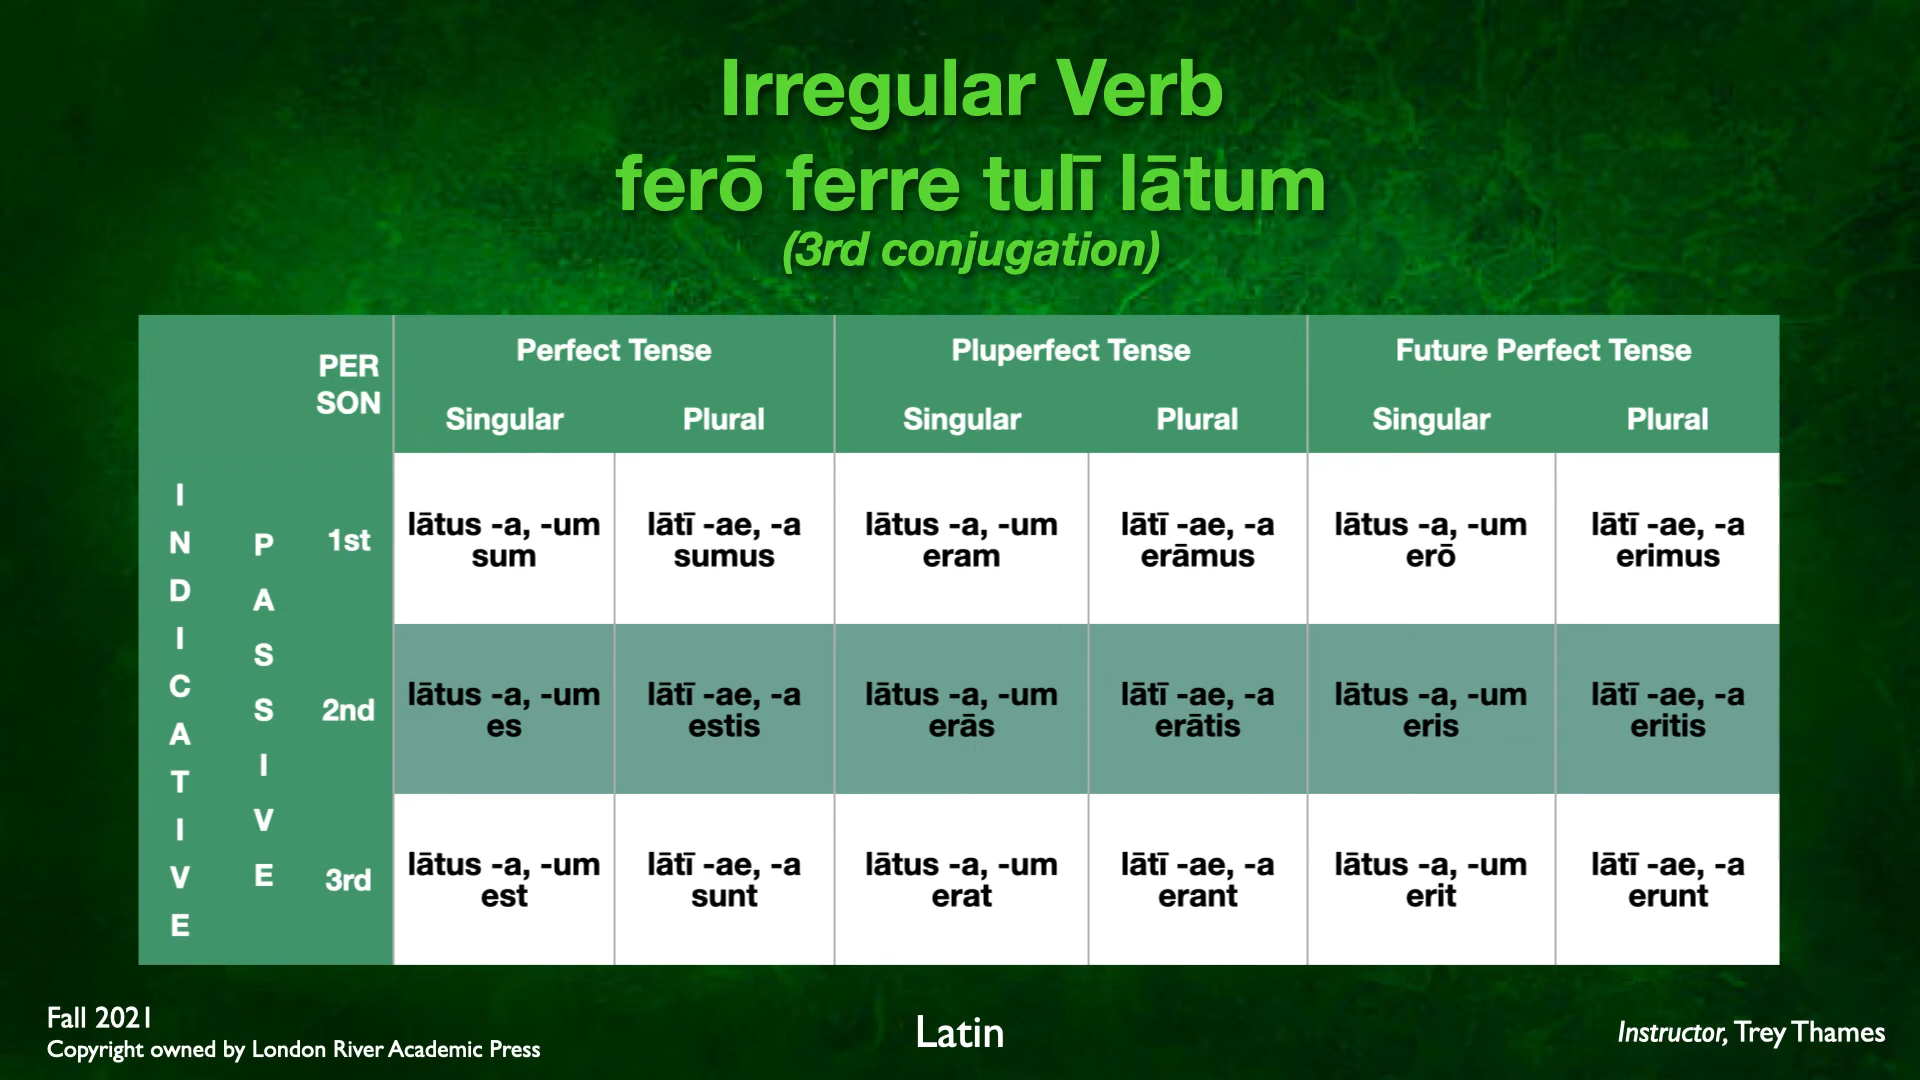 Irregular Verb
ferō ferre tulī lātum
(3rd conjugation)
PER
SON
Perfect Tense
Pluperfect Tense
Future Perfect Tense
Singular
Plural
Singular
Plural
Singular
Plural
INDICATIVE
PASSIVE
1st
lātus -a, -um
sum
lātī -ae, -a
sumus
lātus -a, -um
eram
lātī -ae, -a
erāmus
lātus -a, -um
erō
lātī -ae, -a
erimus
2nd
lātus -a, -um
es
lātī -ae, -a
estis
lātus -a, -um
erās
lātī -ae, -a
erātis
lātus -a, -um
eris
lātī -ae, -a
eritis
3rd
lātus -a, -um
est
lātī -ae, -a
sunt
lātus -a, -um
erat
lātī -ae, -a
erant
lātus -a, -um
erit
lātī -ae, -a
erunt
Fall 2021
Copyright owned by London River Academic Press
Latin
Instructor, Trey Thames